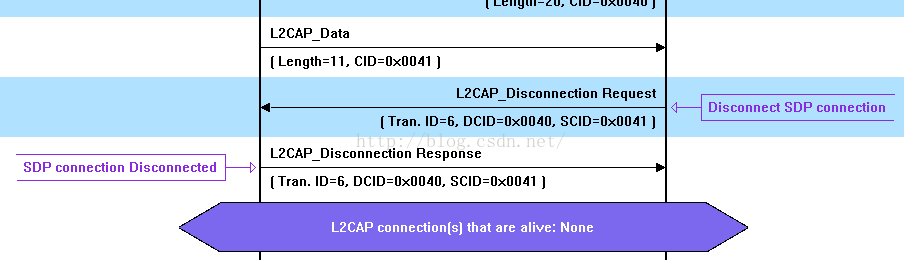 ( Length=20, CID=0x0040 )
L2CAP_Data
( Length=11, CID=0x0041 )
L2CAP_Disconnection Request
Disconnect SDP connection
( Tran. ID=6, DCID=0x0040, SCID=0x0041 )
http://blog.csdn.net/
L2CAP_Disconnection Response
SDP connection Disconnected
( Tran. ID=6, DCID=0x0040, SCID=0x0041 )
L2CAP connection(s) that are alive: None